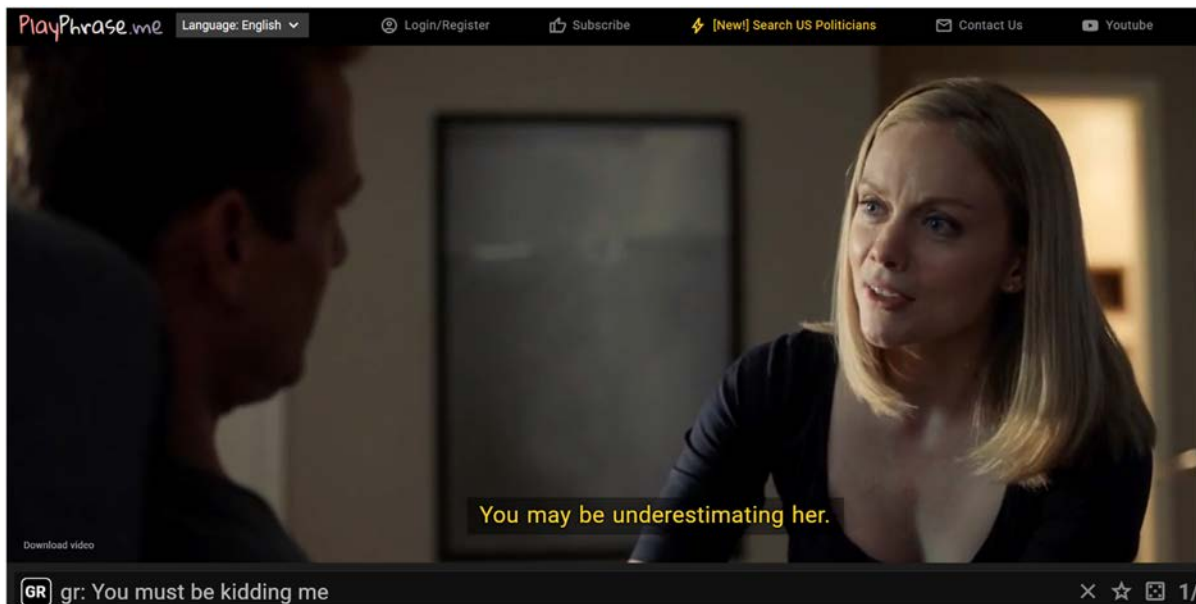 PlayPhrase.me Language: English Login/Register Subscribe [New!] Search US Politicians Contact Us Youtube
You may be underestimating her.
Download video
GR gr: You must be kidding me 1/